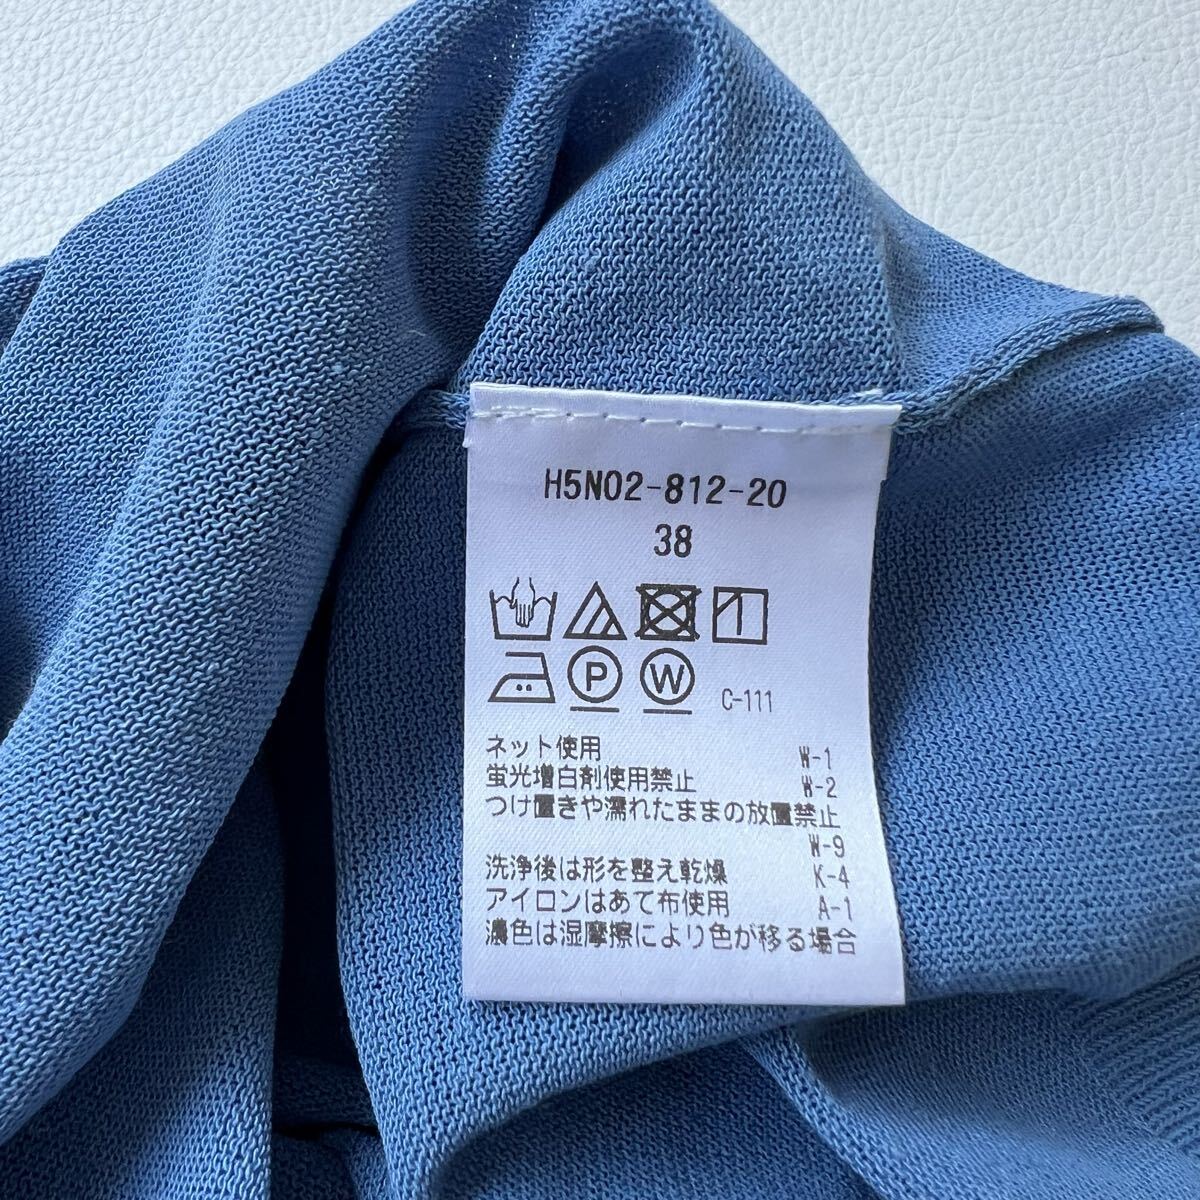 H5N02-812-20
38
P W C-111
ネット使用 W-1
蛍光増白剤使用禁止 W-2
つけ置きや濡れたままの放置禁止
W-9
洗浄後は形を整え乾燥 K-4
アイロンはあて布使用 A-1
濃色は湿摩擦により色が移る場合